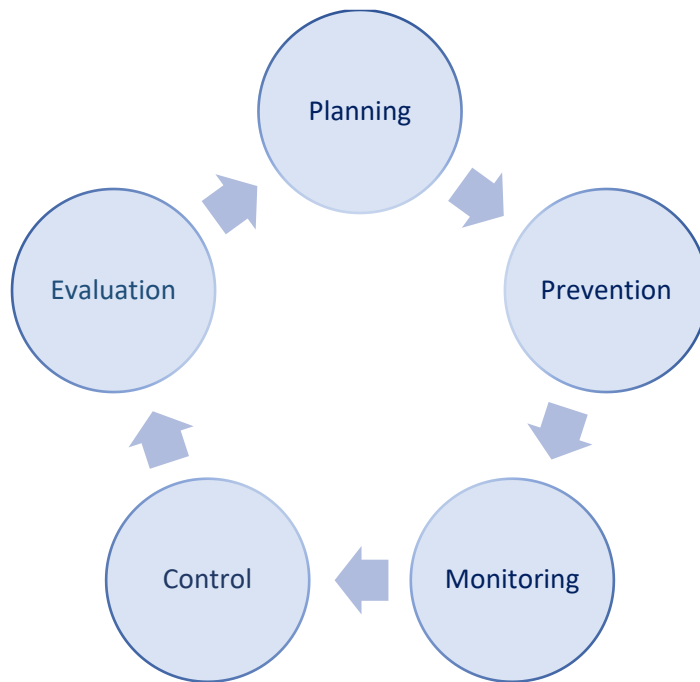 Planning
Prevention
Monitoring
Control
Evaluation